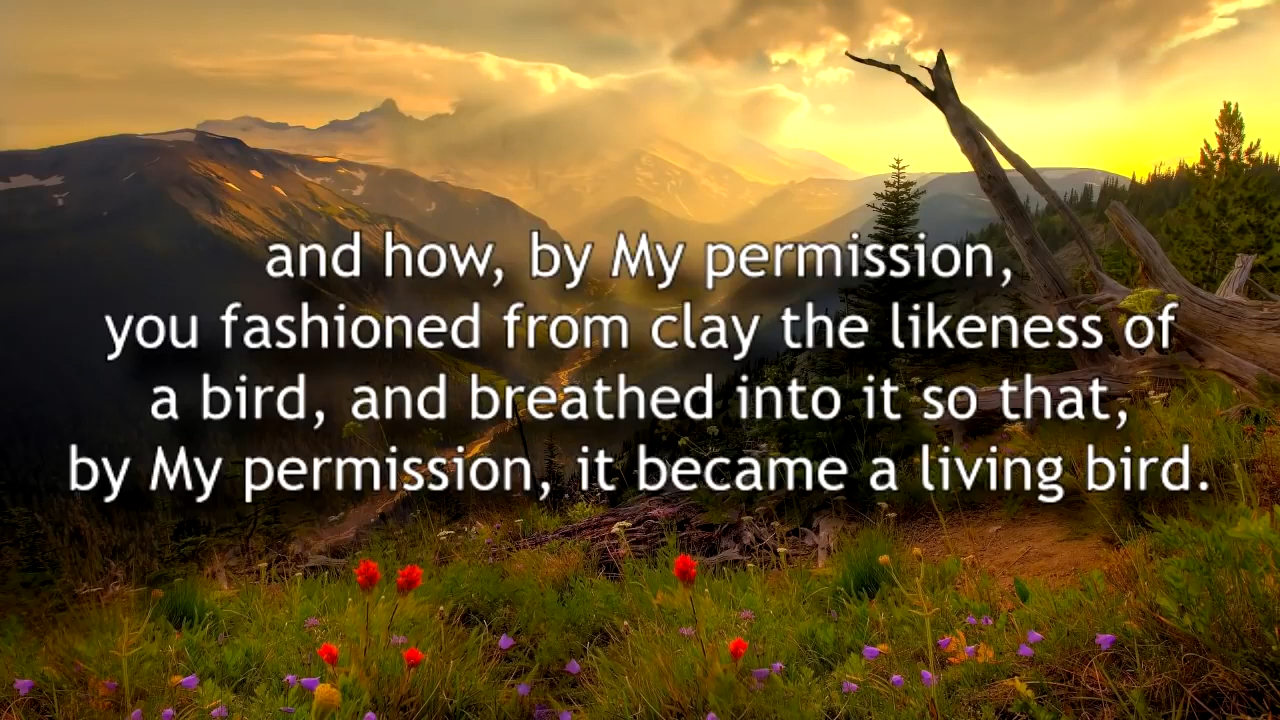 and how, by My permission,
you fashioned from clay the likeness of
a bird, and breathed into it so that,
by My permission, it became a living bird.